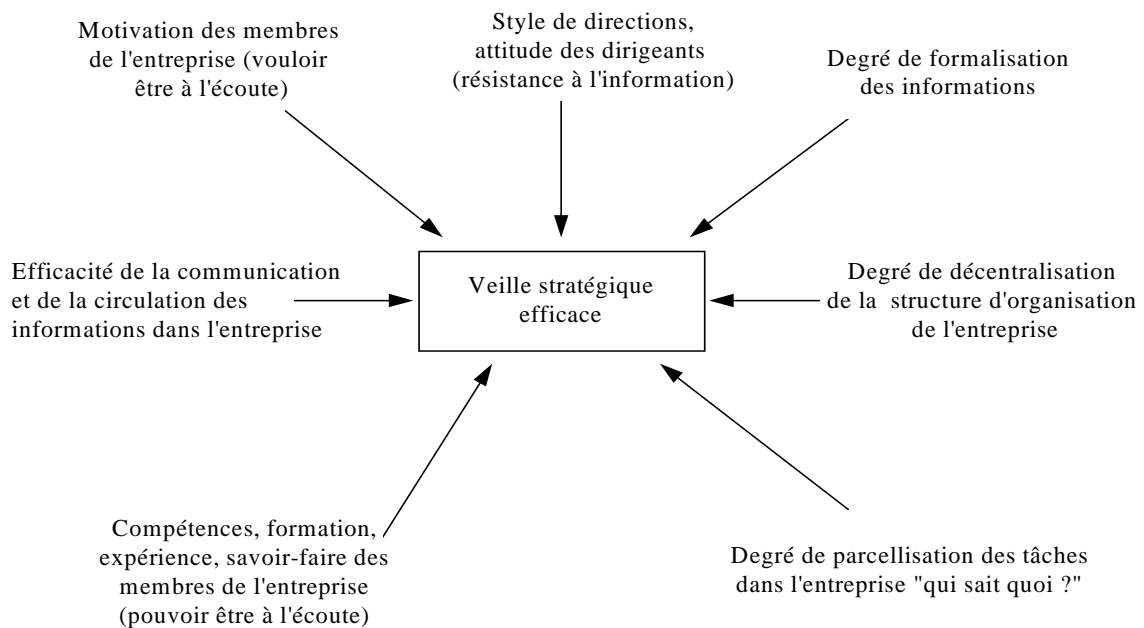 Motivation des membres
de l'entreprise (vouloir
être à l'écoute)
Style de directions,
attitude des dirigeants
(résistance à l'information)
Degré de formalisation
des informations
Efficacité de la communication
et de la circulation des
informations dans l'entreprise
Veille stratégique
efficace
Degré de décentralisation
de la structure d'organisation
de l'entreprise
Compétences, formation,
expérience, savoir-faire des
membres de l'entreprise
(pouvoir être à l'écoute)
Degré de parcellisation des tâches
dans l'entreprise "qui sait quoi ?"